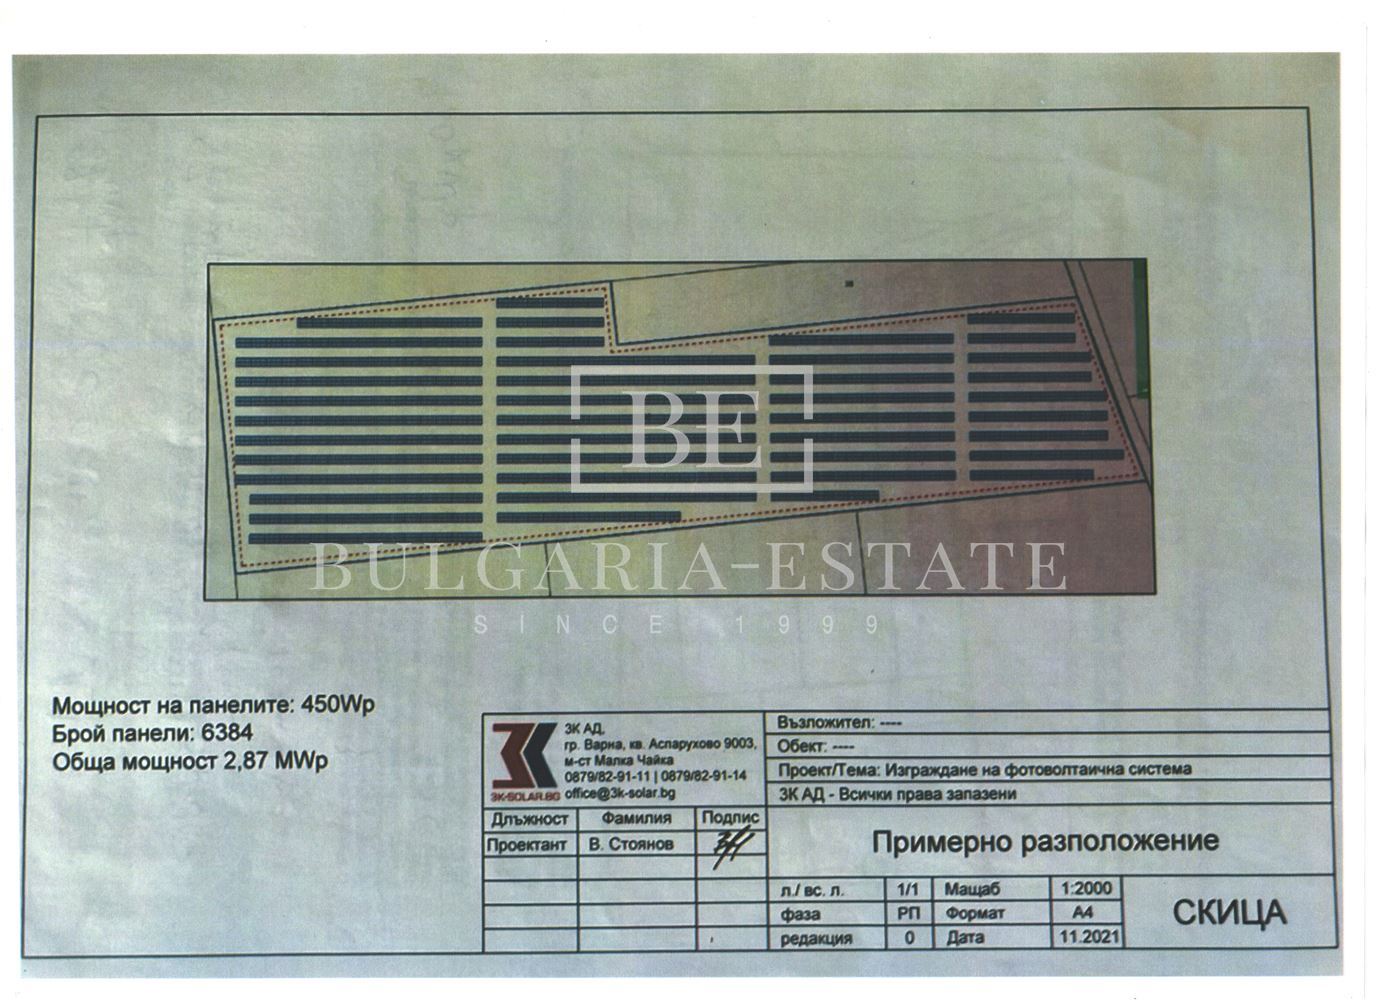 BE
BULGARIA-ESTATE
SINCE 1999
Мощност на панелите: 450Wp
Брой панели: 6384
Обща мощност 2,87 MWp
3K
3K-SOLAR.BG
3К АД,
гр. Варна, кв. Аспарухово 9003,
м-ст Малка Чайка
0879/82-91-11 | 0879/82-91-14
office@3k-solar.bg
Длъжност Фамилия Подпис
Проектант В. Стоянов
Възложител: ----
Обект: ----
Проект/Тема: Изграждане на фотоволтаична система
3К АД - Всички права запазени
Примерно разположение
л./ вс. л. 1/1 Мащаб 1:2000
фаза РП Формат А4
редакция 0 Дата 11.2021
СКИЦА